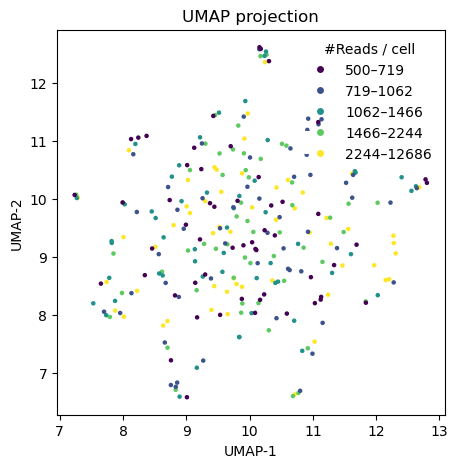 UMAP projection
#Reads / cell
500–719
719–1062
1062–1466
1466–2244
2244–12686
12
11
10
9
8
7
UMAP-2
7 8 9 10 11 12 13
UMAP-1